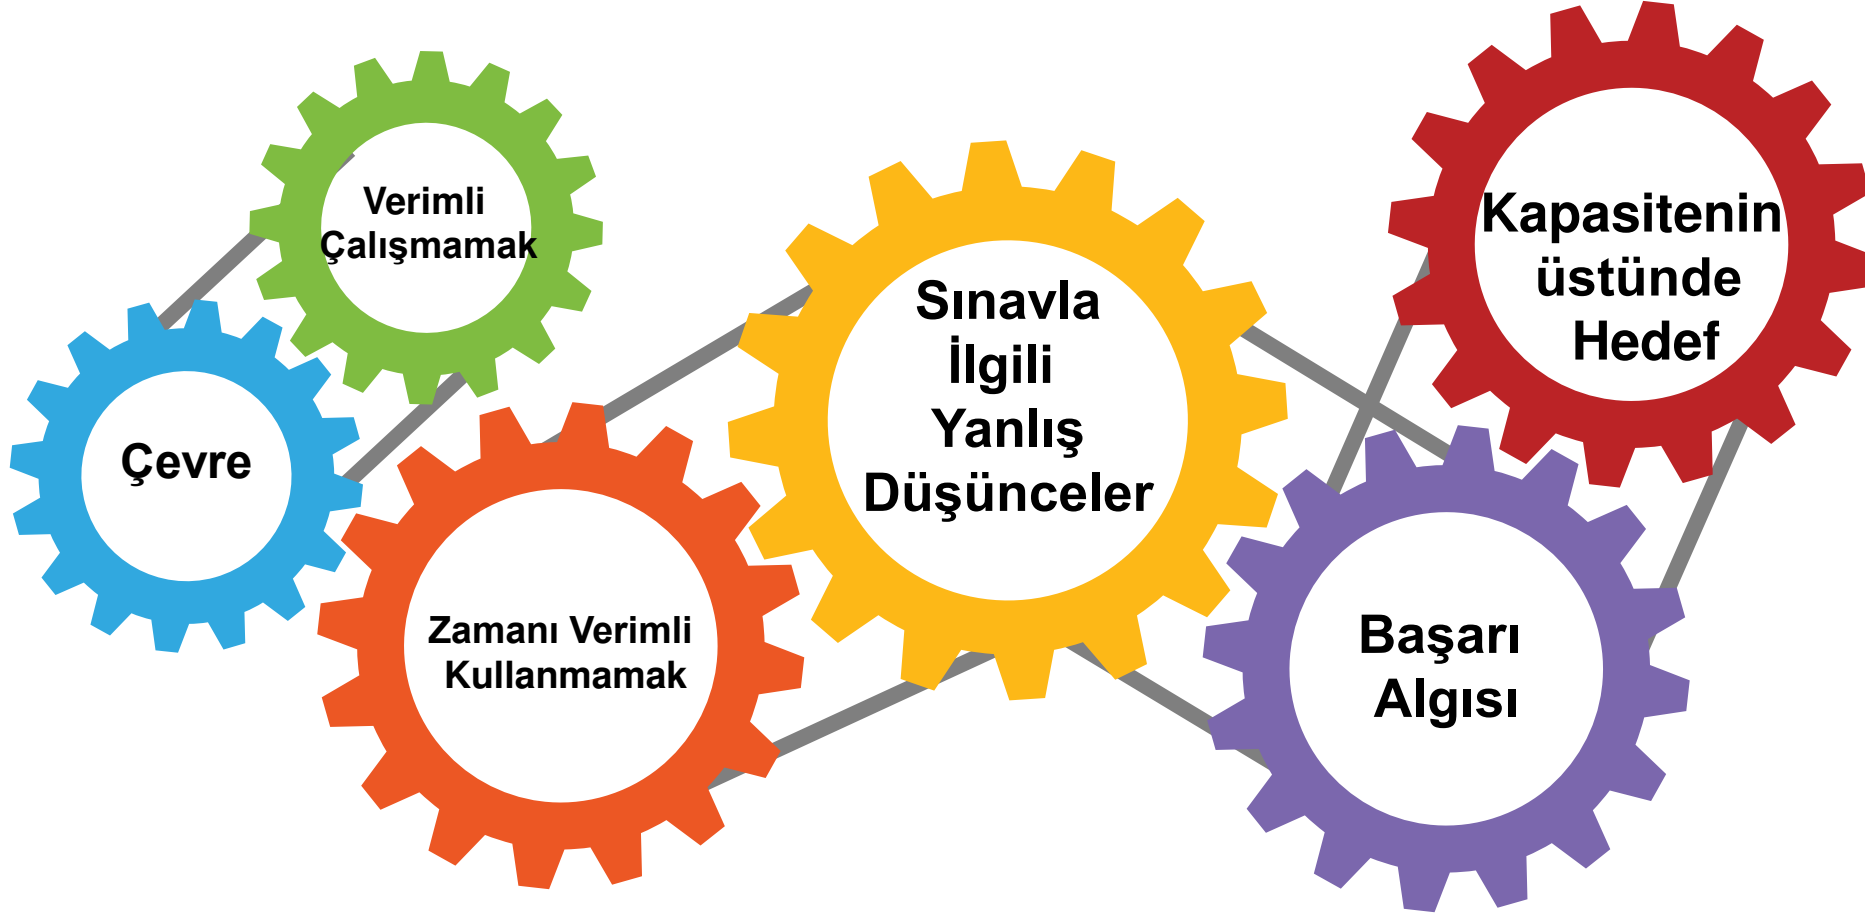 Verimli
Çalışmamak
Çevre
Zamanı Verimli
Kullanmamak
Sınavla
İlgili
Yanlış
Düşünceler
Kapasitenin
üstünde
Hedef
Başarı
Algısı